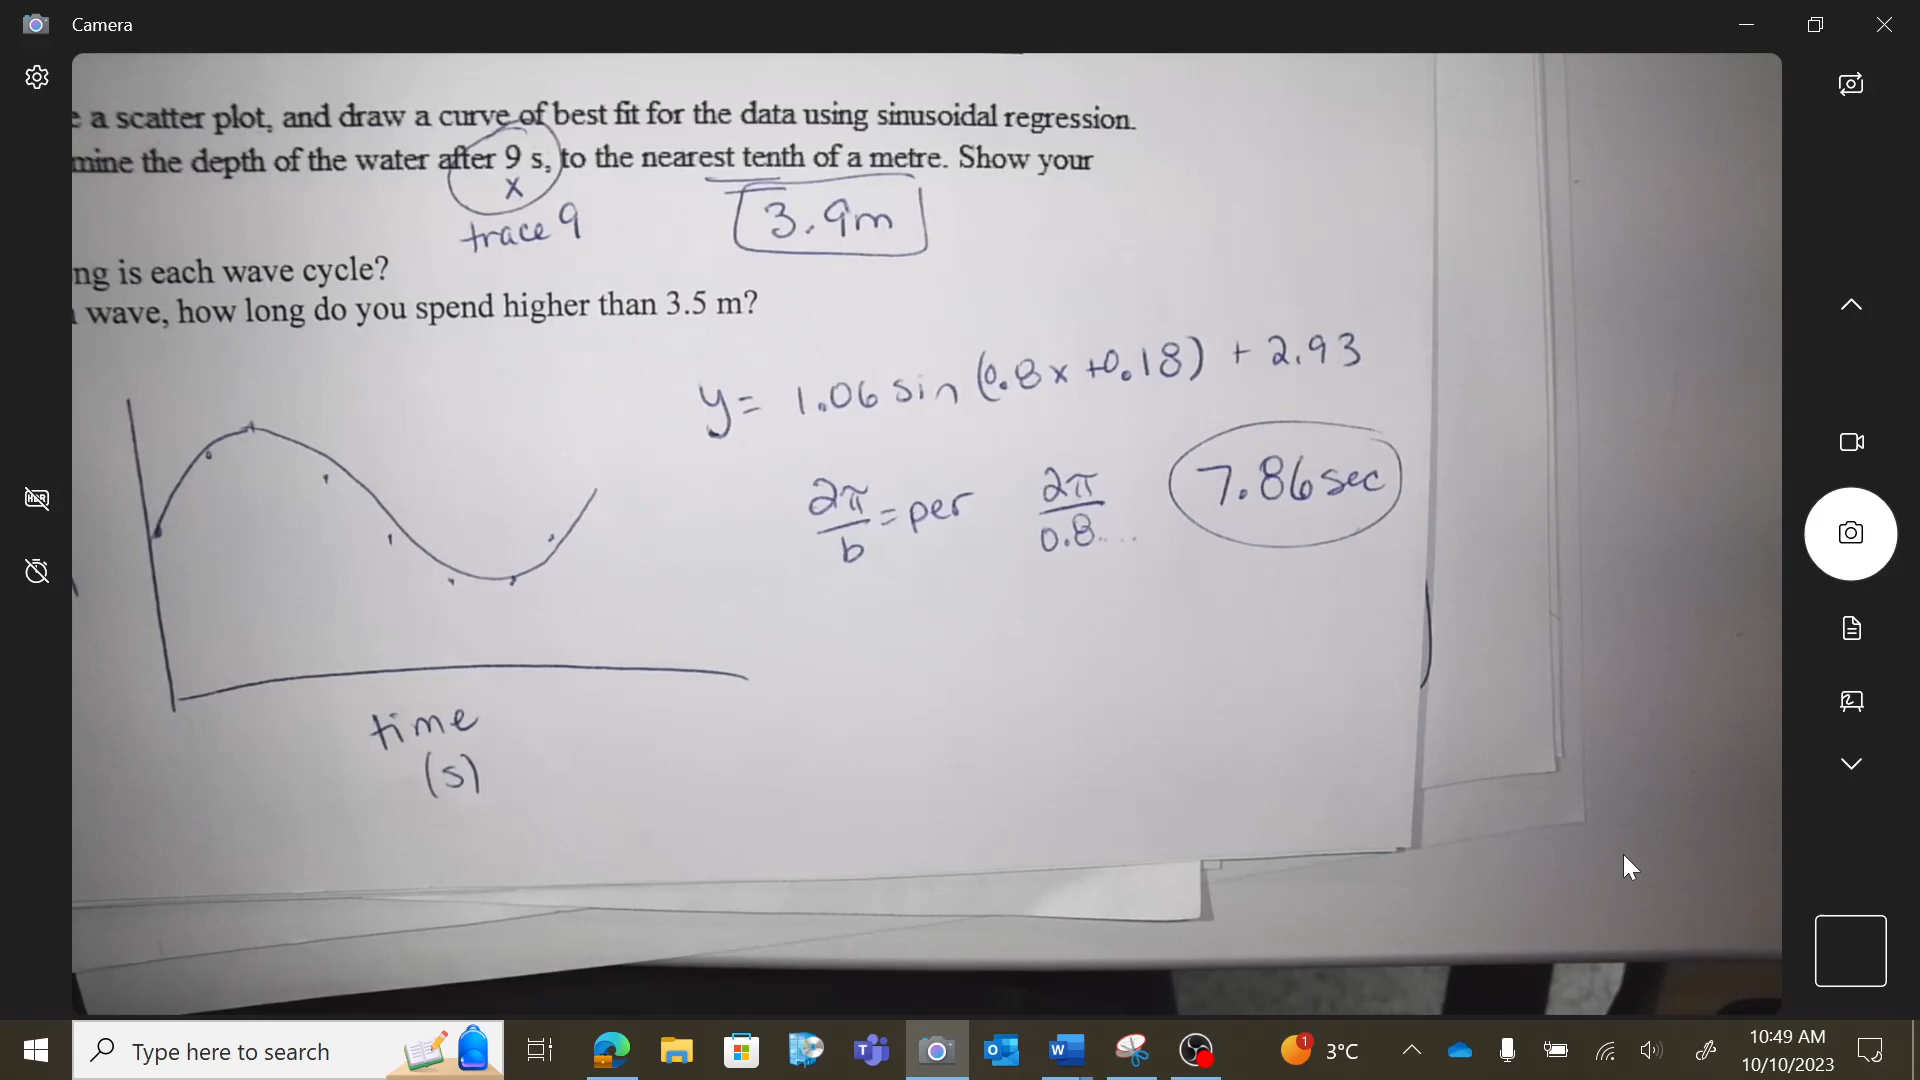 Camera
e a scatter plot, and draw a curve of best fit for the data using sinusoidal regression.
mine the depth of the water after 9 s, to the nearest tenth of a metre. Show your
x
trace 9
3.9m
ng is each wave cycle?
wave, how long do you spend higher than 3.5 m?
y = 1.06 sin (0.8x +0.18) + 2.93
2π/b = per 2π/0.8... 7.86 sec
time
(s)
Type here to search
1
3°C
10:49 AM
10/10/2023